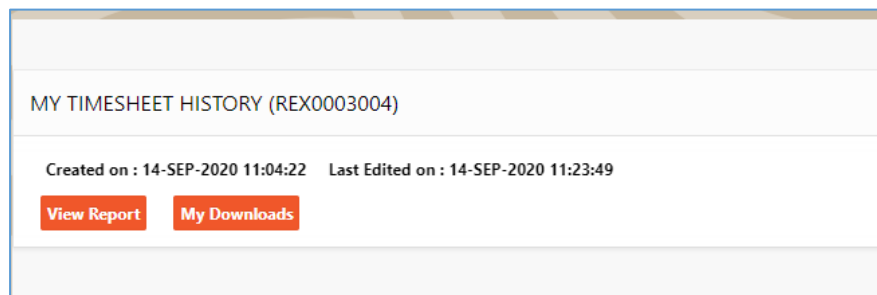 MY TIMESHEET HISTORY (REX0003004)
Created on : 14-SEP-2020 11:04:22 Last Edited on : 14-SEP-2020 11:23:49
View Report My Downloads